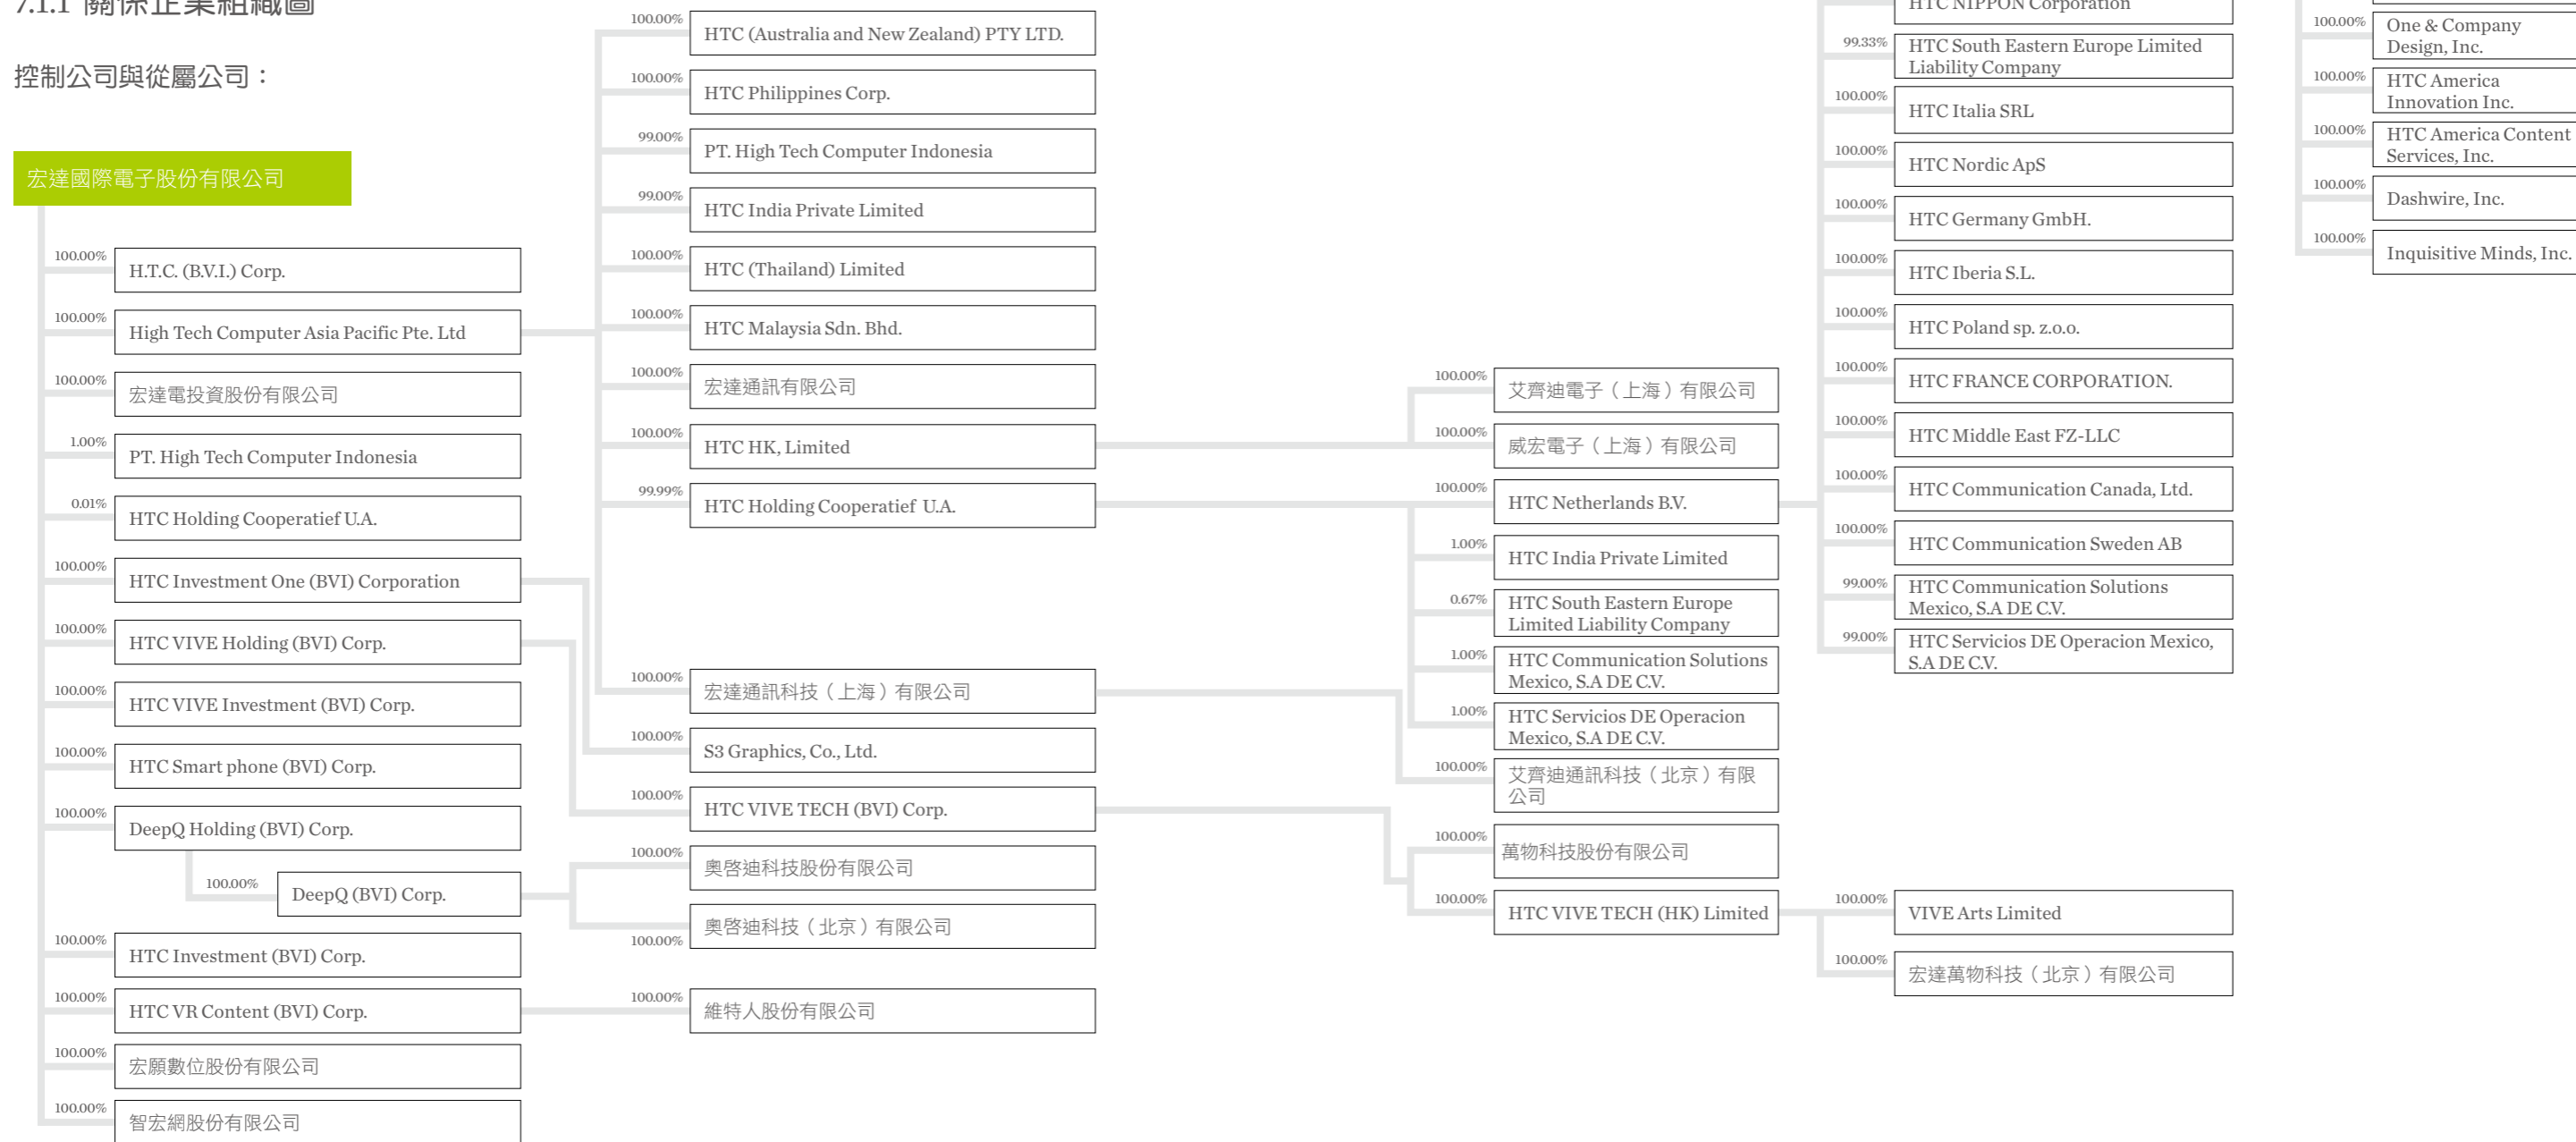 7.1.1 關係企業組織圖
控制公司與從屬公司：
宏達國際電子股份有限公司
100.00%
H.T.C. (B.V.I.) Corp.
100.00%
High Tech Computer Asia Pacific Pte. Ltd
100.00%
宏達電投資股份有限公司
1.00%
PT. High Tech Computer Indonesia
0.01%
HTC Holding Cooperatief U.A.
100.00%
HTC Investment One (BVI) Corporation
100.00%
HTC VIVE Holding (BVI) Corp.
100.00%
HTC VIVE Investment (BVI) Corp.
100.00%
HTC Smart phone (BVI) Corp.
100.00%
DeepQ Holding (BVI) Corp.
100.00%
DeepQ (BVI) Corp.
100.00%
HTC Investment (BVI) Corp.
100.00%
HTC VR Content (BVI) Corp.
100.00%
宏願數位股份有限公司
100.00%
智宏網股份有限公司
100.00%
HTC (Australia and New Zealand) PTY LTD.
100.00%
HTC Philippines Corp.
99.00%
PT. High Tech Computer Indonesia
99.00%
HTC India Private Limited
100.00%
HTC (Thailand) Limited
100.00%
HTC Malaysia Sdn. Bhd.
100.00%
宏達通訊有限公司
100.00%
HTC HK, Limited
99.99%
HTC Holding Cooperatief U.A.
100.00%
宏達通訊科技（上海）有限公司
100.00%
S3 Graphics, Co., Ltd.
100.00%
HTC VIVE TECH (BVI) Corp.
100.00%
奧啓迪科技股份有限公司
奧啓迪科技（北京）有限公司
100.00%
100.00%
維特人股份有限公司
100.00%
艾齊迪電子（上海）有限公司
100.00%
威宏電子（上海）有限公司
100.00%
HTC Netherlands B.V.
1.00%
HTC India Private Limited
0.67%
HTC South Eastern Europe
Limited Liability Company
1.00%
HTC Communication Solutions
Mexico, S.A DE C.V.
1.00%
HTC Servicios DE Operacion
Mexico, S.A DE C.V.
100.00%
艾齊迪通訊科技（北京）有限
公司
100.00%
萬物科技股份有限公司
100.00%
HTC VIVE TECH (HK) Limited
HTC NIPPON Corporation
99.33%
HTC South Eastern Europe Limited
Liability Company
100.00%
HTC Italia SRL
100.00%
HTC Nordic ApS
100.00%
HTC Germany GmbH.
100.00%
HTC Iberia S.L.
100.00%
HTC Poland sp. z.o.o.
100.00%
HTC FRANCE CORPORATION.
100.00%
HTC Middle East FZ-LLC
100.00%
HTC Communication Canada, Ltd.
100.00%
HTC Communication Sweden AB
99.00%
HTC Communication Solutions
Mexico, S.A DE C.V.
99.00%
HTC Servicios DE Operacion Mexico,
S.A DE C.V.
100.00%
VIVE Arts Limited
100.00%
宏達萬物科技（北京）有限公司
100.00%
One & Company
Design, Inc.
100.00%
HTC America
Innovation Inc.
100.00%
HTC America Content
Services, Inc.
100.00%
Dashwire, Inc.
100.00%
Inquisitive Minds, Inc.